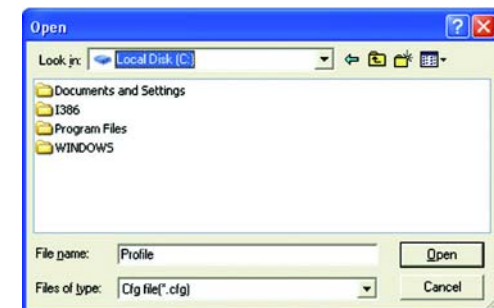 Open
Look in: Local Disk (C:)
Documents and Settings
I386
Program Files
WINDOWS
File name: Profile Open
Files of type: Cfg file(*.cfg) Cancel